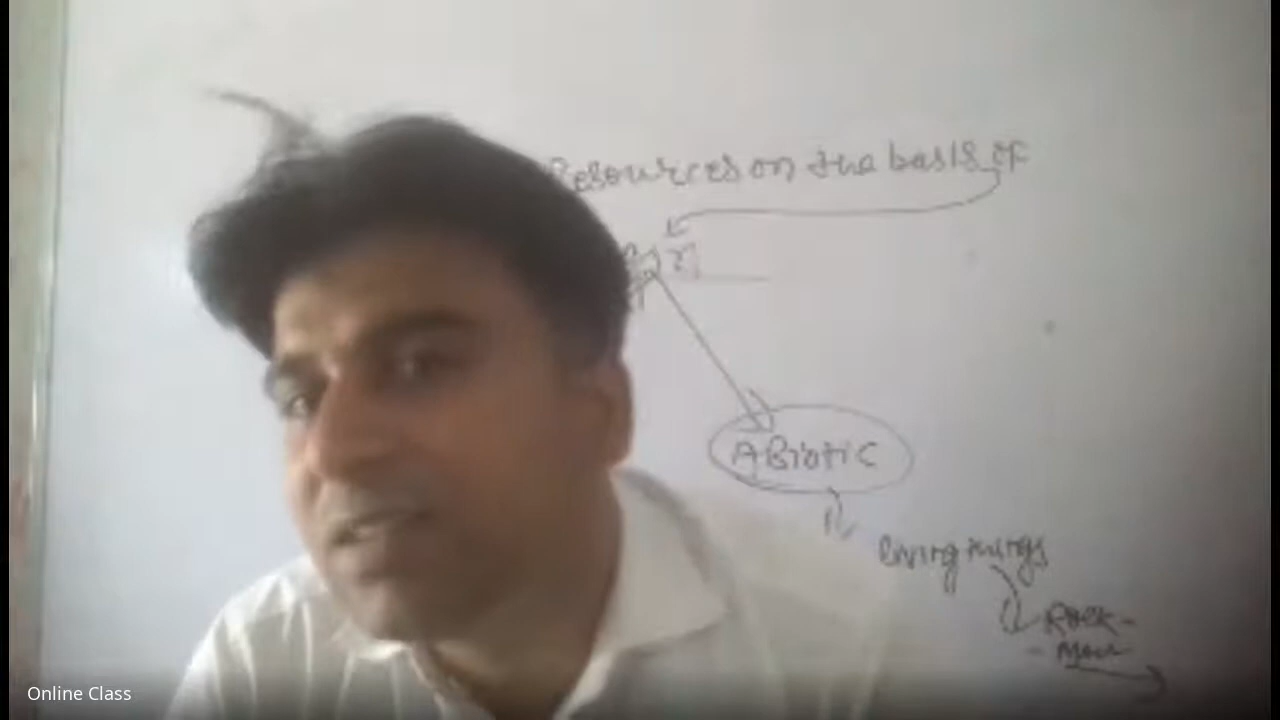 Resources on the basis of
ABiotic
living things
Rock -
Online Class